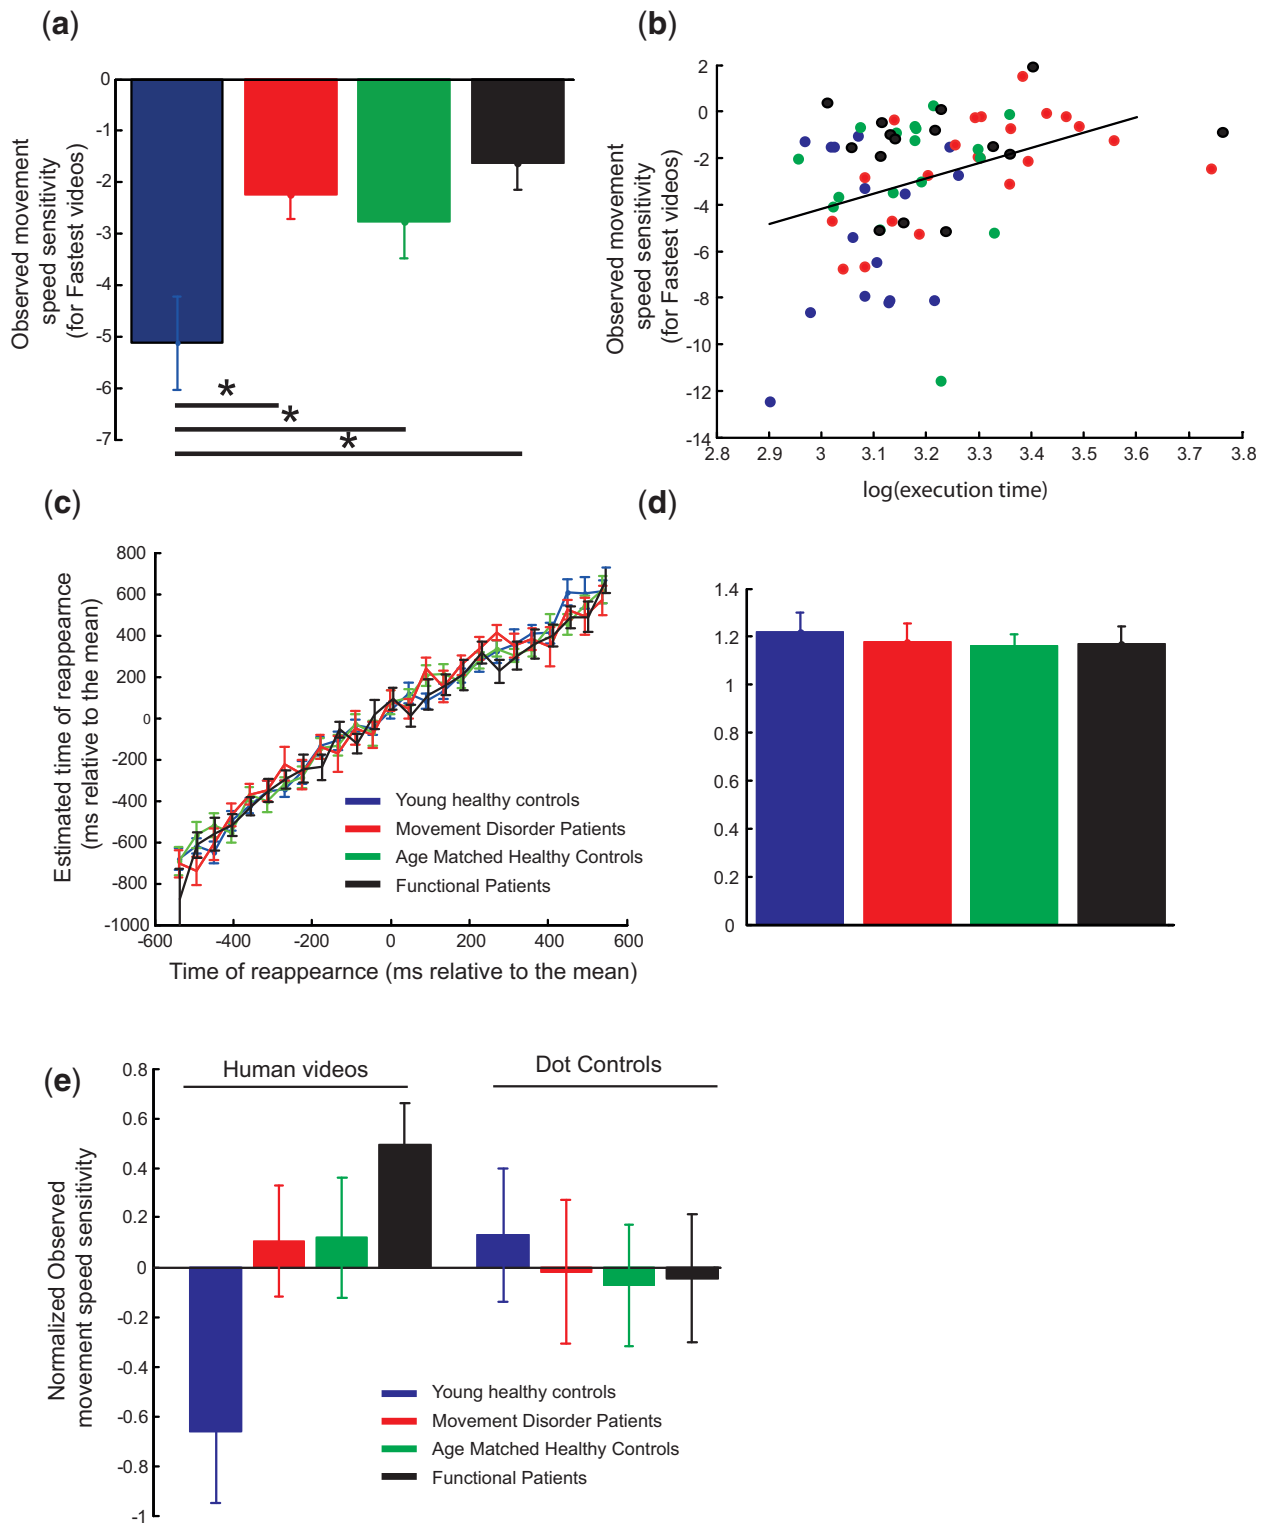 (a)
0
-1
-2
-3
-4
-5
-6
-7
Observed movement
speed sensitivity
(for Fastest videos)
*
*
*
(b)
2
0
-2
-4
-6
-8
-10
-12
-14
Observed movement
speed sensitivity
(for Fastest videos)
2.8 2.9 3 3.1 3.2 3.3 3.4 3.5 3.6 3.7 3.8
log(execution time)
(c)
800
600
400
200
0
-200
-400
-600
-800
-1000
Estimated time of reappearnce
(ms relative to the mean)
Young healthy controls
Movement Disorder Patients
Age Matched Healthy Controls
Functional Patients
-600 -400 -200 0 200 400 600
Time of reappearnce (ms relative to the mean)
(d)
1.4
1.2
1
0.8
0.6
0.4
0.2
0
(e)
Human videos
Dot Controls
0.8
0.6
0.4
0.2
0
-0.2
-0.4
-0.6
-0.8
-1
Normalized Observed
movement speed sensitivity
Young healthy controls
Movement Disorder Patients
Age Matched Healthy Controls
Functional Patients